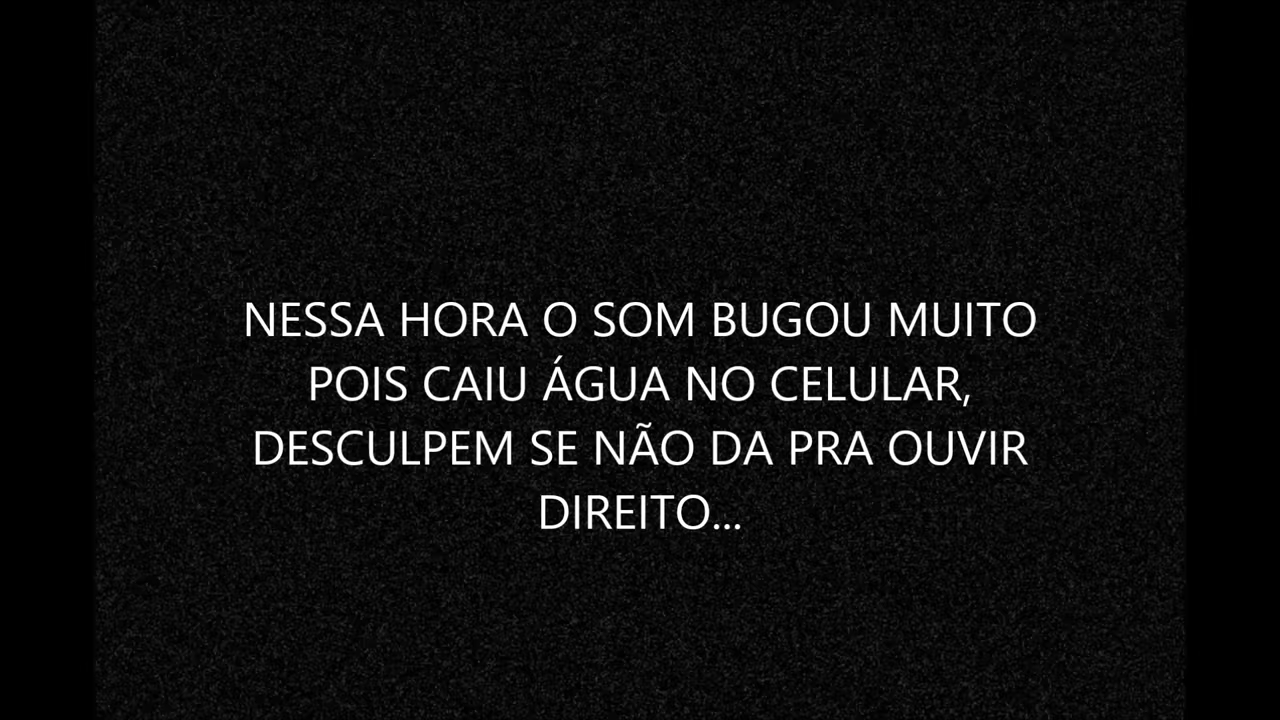 NESSA HORA O SOM BUGOU MUITO
POIS CAIU ÁGUA NO CELULAR,
DESCULPEM SE NÃO DA PRA OUVIR
DIREITO...